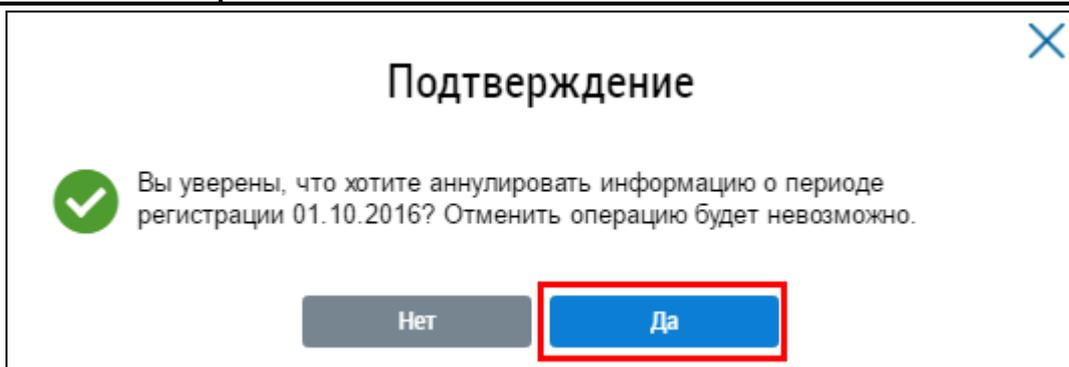 Подтверждение
Вы уверены, что хотите аннулировать информацию о периоде
регистрации 01.10.2016? Отменить операцию будет невозможно.
Нет
Да